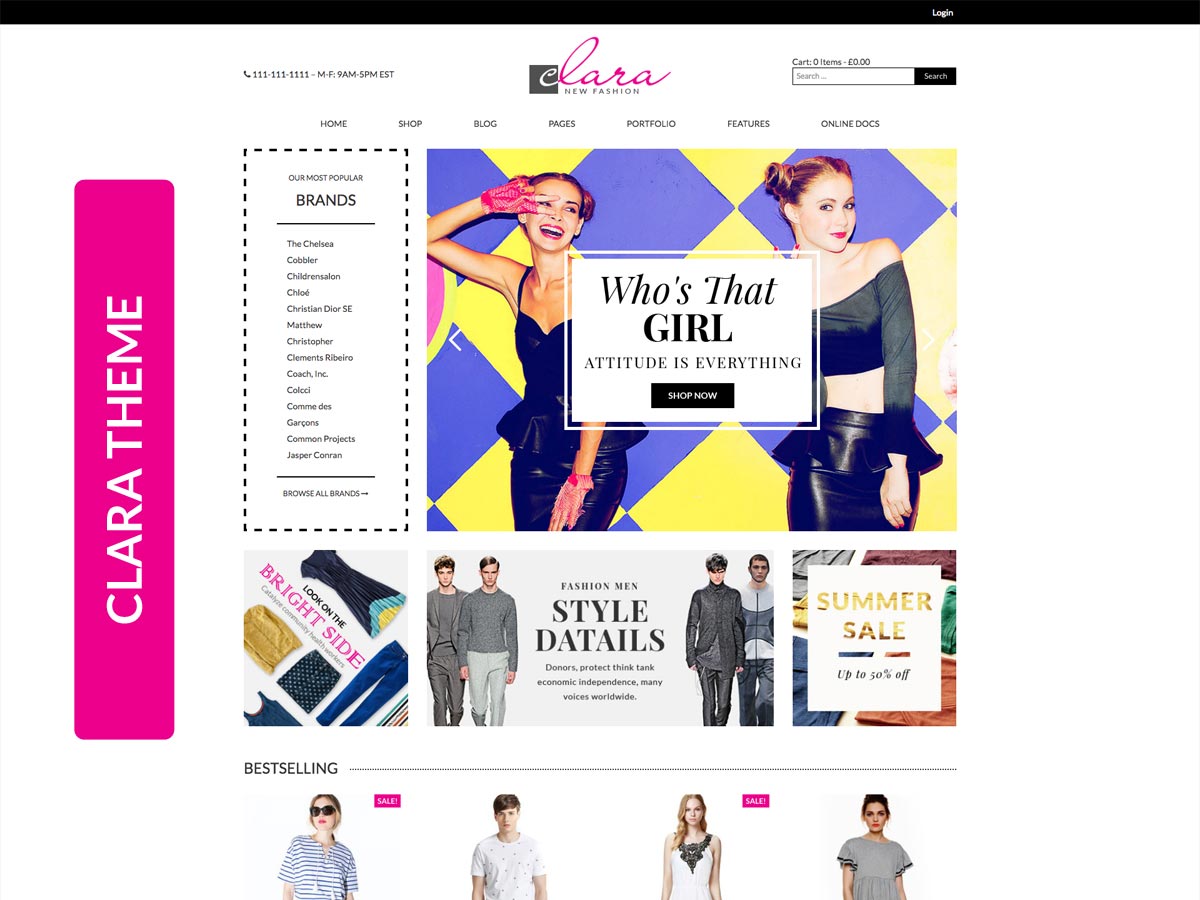 Login
111-111-1111 – M-F: 9AM-5PM EST
clara
NEW FASHION
Cart: 0 Items - £0.00
Search ...
Search
HOME
SHOP
BLOG
PAGES
PORTFOLIO
FEATURES
ONLINE DOCS
CLARA THEME
OUR MOST POPULAR
BRANDS
The Chelsea
Cobbler
Childrensalon
Chloé
Christian Dior SE
Matthew
Christopher
Clements Ribeiro
Coach, Inc.
Colcci
Comme des
Garçons
Common Projects
Jasper Conran
BROWSE ALL BRANDS
Who's That
GIRL
ATTITUDE IS EVERYTHING
SHOP NOW
LOOK ON THE
BRIGHT SIDE
Catalyze community
health workers
FASHION MEN
STYLE
DATAILS
Donors, protect think tank
economic independence, many
voices worldwide.
SUMMER
SALE
Up to 50% off
BESTSELLING
SALE!
SALE!